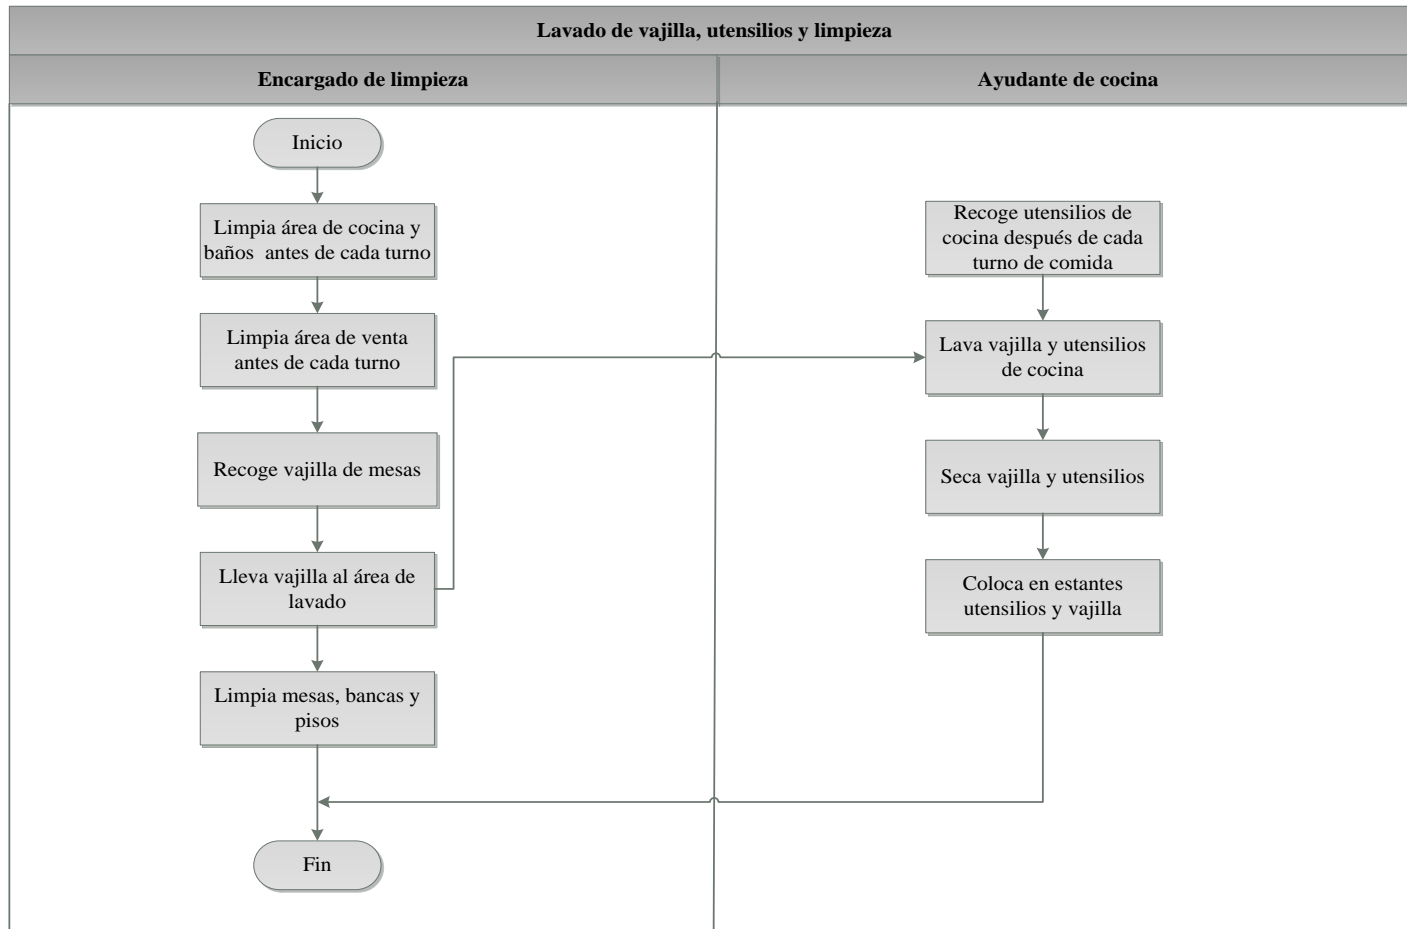 Lavado de vajilla, utensilios y limpieza
Encargado de limpieza
Ayudante de cocina
Inicio
Limpia área de cocina y
baños  antes de cada turno
Limpia área de venta
antes de cada turno
Recoge vajilla de mesas
Lleva vajilla al área de
lavado
Limpia mesas, bancas y
pisos
Fin
Recoge utensilios de
cocina después de cada
turno de comida
Lava vajilla y utensilios
de cocina
Seca vajilla y utensilios
Coloca en estantes
utensilios y vajilla